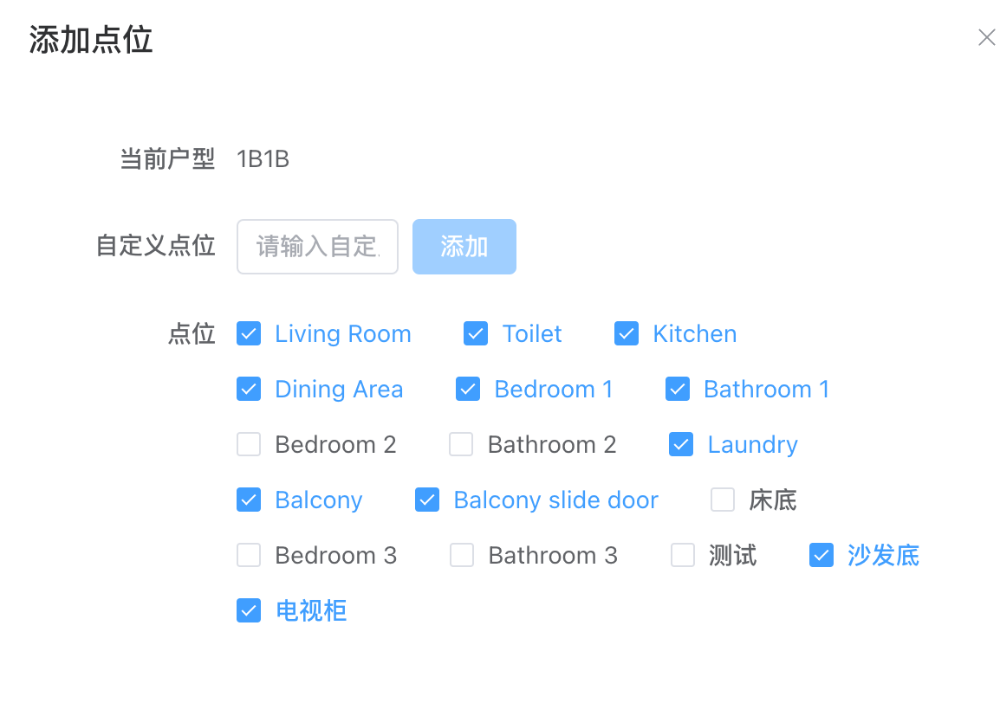 添加点位
当前户型 1B1B
自定义点位 请输入自定 添加
点位 Living Room Toilet Kitchen
Dining Area Bedroom 1 Bathroom 1
Bedroom 2 Bathroom 2 Laundry
Balcony Balcony slide door 床底
Bedroom 3 Bathroom 3 测试 沙发底
电视柜